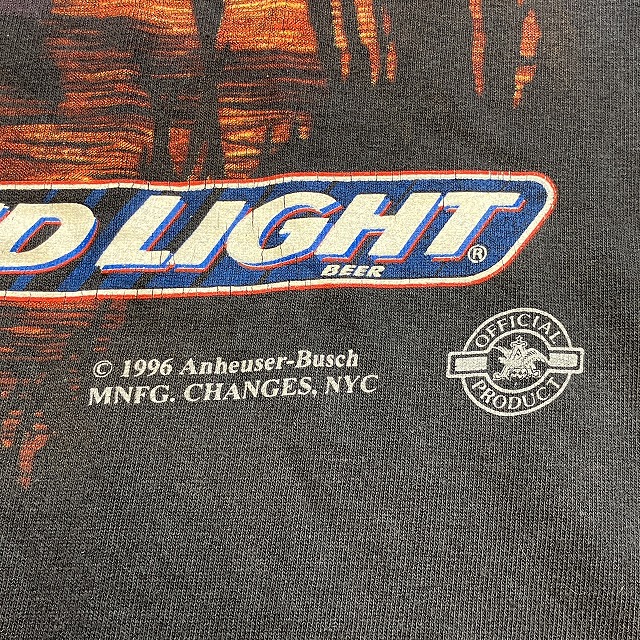 D LIGHT®
BEER
© 1996 Anheuser-Busch
MNFG. CHANGES, NYC
OFFICIAL
PRODUCT